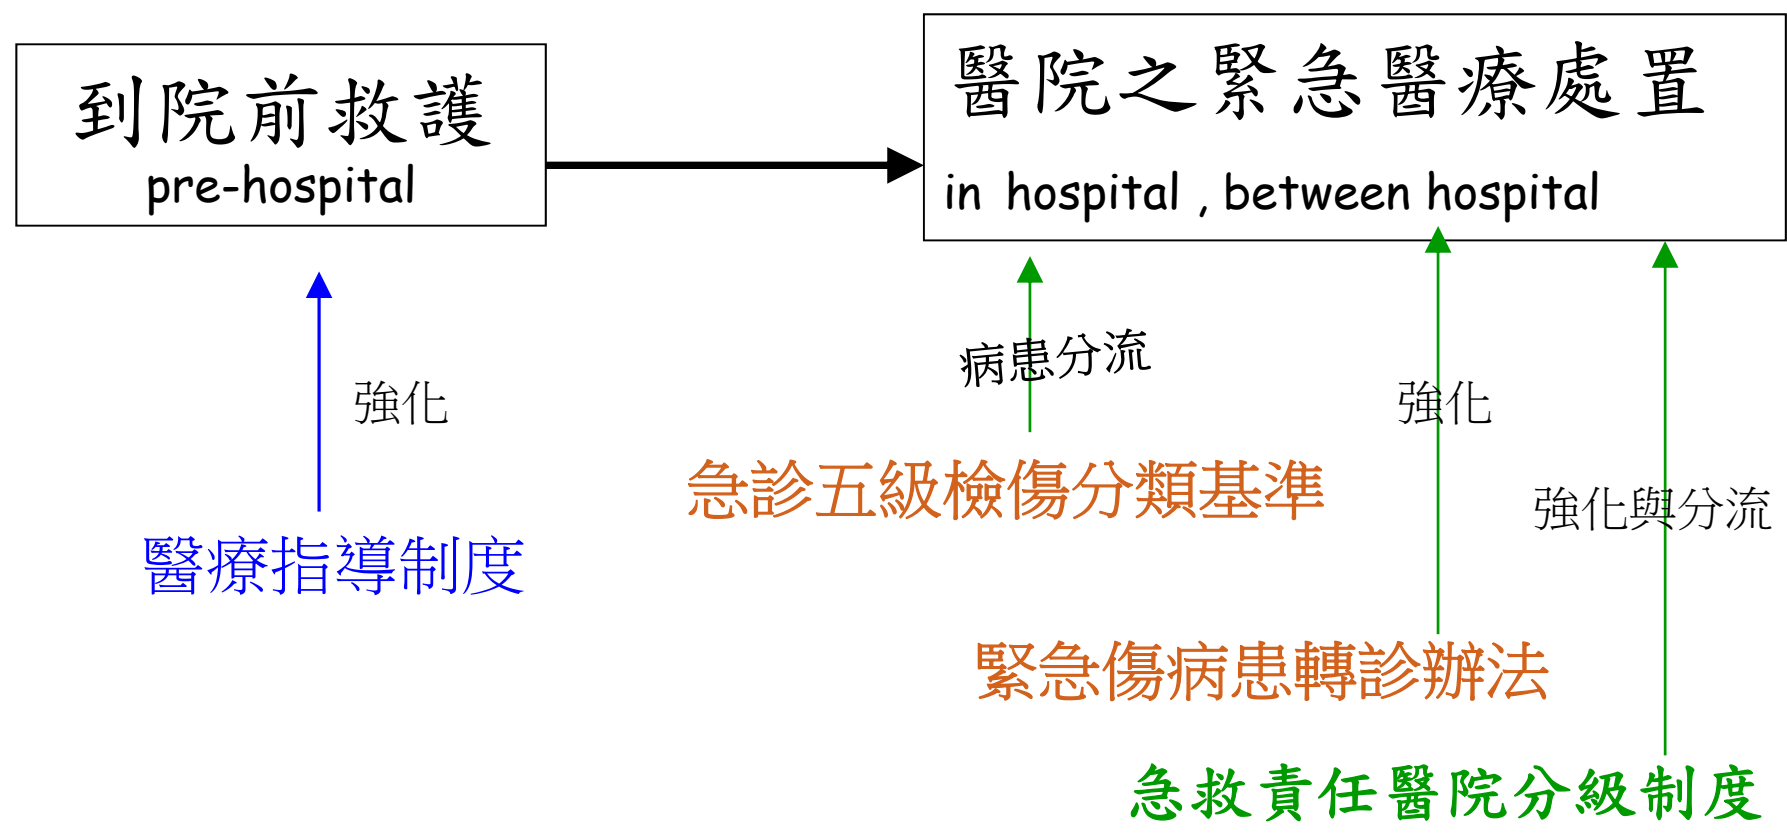 到院前救護
pre-hospital
醫院之緊急醫療處置
in hospital , between hospital
病患分流
強化
強化
急診五級檢傷分類基準
強化與分流
醫療指導制度
緊急傷病患轉診辦法
急救責任醫院分級制度